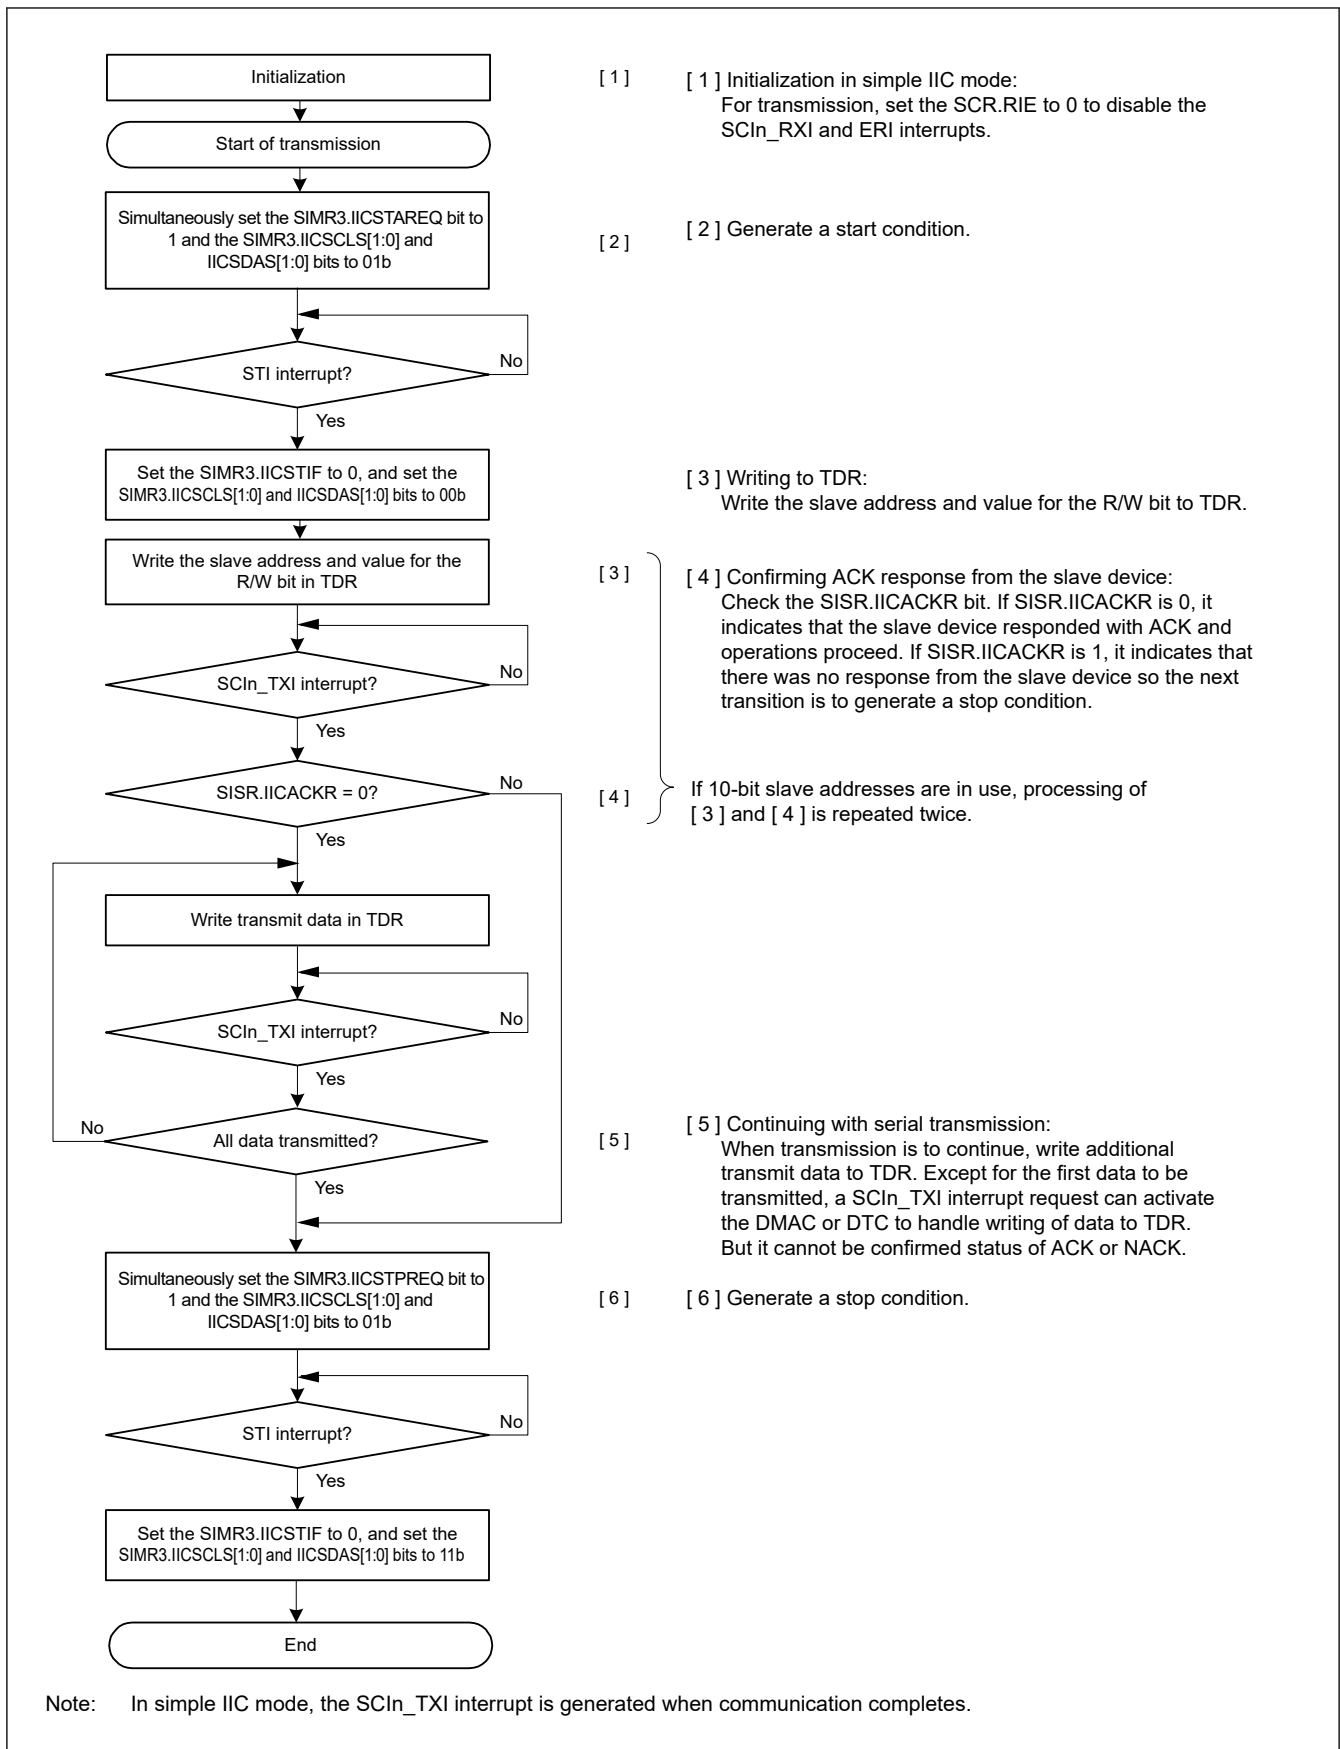 Initialization
[ 1 ]
[ 1 ] Initialization in simple IIC mode:
For transmission, set the SCR.RIE to 0 to disable the
SCIn_RXI and ERI interrupts.
Start of transmission
Simultaneously set the SIMR3.IICSTAREQ bit to
1 and the SIMR3.IICSCLS[1:0] and
IICSDAS[1:0] bits to 01b
[ 2 ]
[ 2 ] Generate a start condition.
STI interrupt?
No
Yes
Set the SIMR3.IICSTIF to 0, and set the
SIMR3.IICSCLS[1:0] and IICSDAS[1:0] bits to 00b
[ 3 ] Writing to TDR:
Write the slave address and value for the R/W bit to TDR.
Write the slave address and value for the
R/W bit in TDR
[ 3 ]
[ 4 ] Confirming ACK response from the slave device:
Check the SISR.IICACKR bit. If SISR.IICACKR is 0, it
indicates that the slave device responded with ACK and
operations proceed. If SISR.IICACKR is 1, it indicates that
there was no response from the slave device so the next
transition is to generate a stop condition.
SCIn_TXI interrupt?
No
Yes
SISR.IICACKR = 0?
No
[ 4 ]
If 10-bit slave addresses are in use, processing of
[ 3 ] and [ 4 ] is repeated twice.
Yes
Write transmit data in TDR
SCIn_TXI interrupt?
No
Yes
No
All data transmitted?
[ 5 ]
[ 5 ] Continuing with serial transmission:
When transmission is to continue, write additional
transmit data to TDR. Except for the first data to be
transmitted, a SCIn_TXI interrupt request can activate
the DMAC or DTC to handle writing of data to TDR.
But it cannot be confirmed status of ACK or NACK.
Yes
Simultaneously set the SIMR3.IICSTPREQ bit to
1 and the SIMR3.IICSCLS[1:0] and
IICSDAS[1:0] bits to 01b
[ 6 ]
[ 6 ] Generate a stop condition.
STI interrupt?
No
Yes
Set the SIMR3.IICSTIF to 0, and set the
SIMR3.IICSCLS[1:0] and IICSDAS[1:0] bits to 11b
End
Note: In simple IIC mode, the SCIn_TXI interrupt is generated when communication completes.